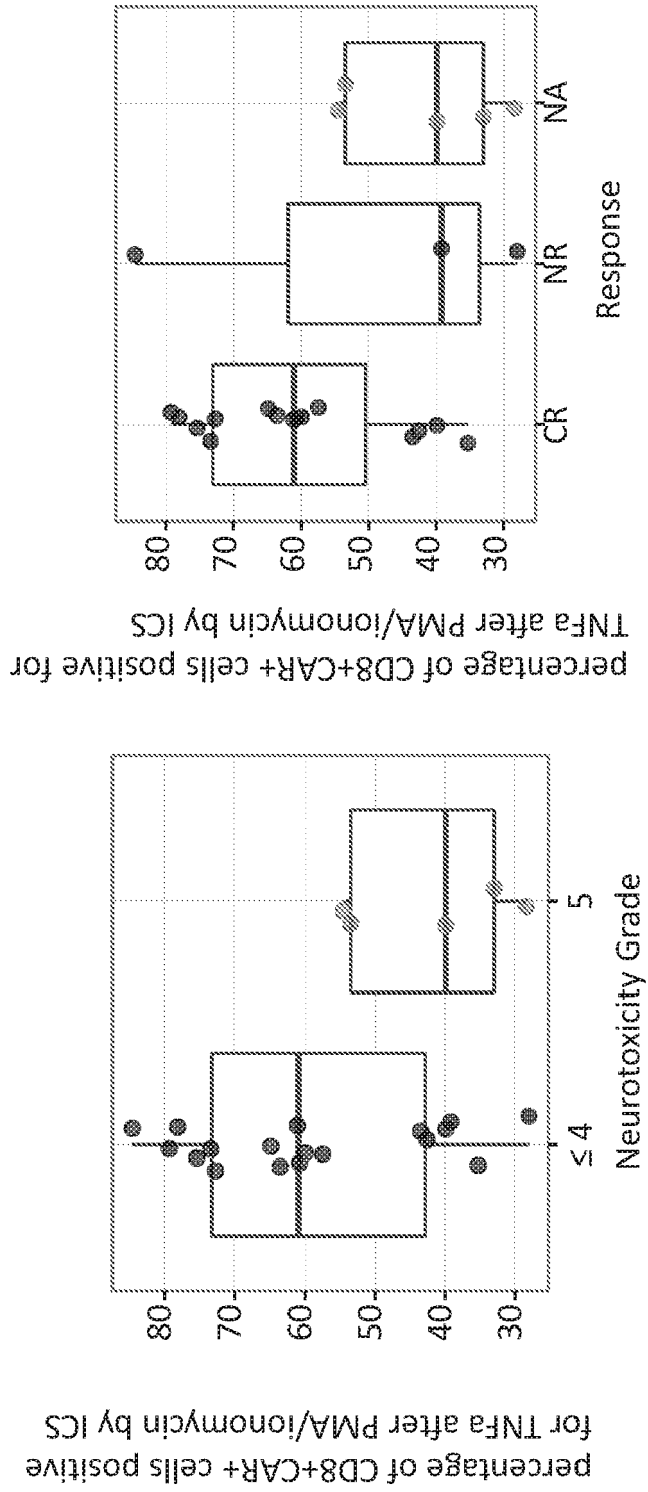 percentage of CD8+CAR+ cells positive for
TNFa after PMA/ionomycin by ICS
80
70
60
50
40
30
CR
NR
NA
Response
percentage of CD8+CAR+ cells positive
for TNFa after PMA/ionomycin by ICS
80
70
60
50
40
30
≤ 4
5
Neurotoxicity Grade